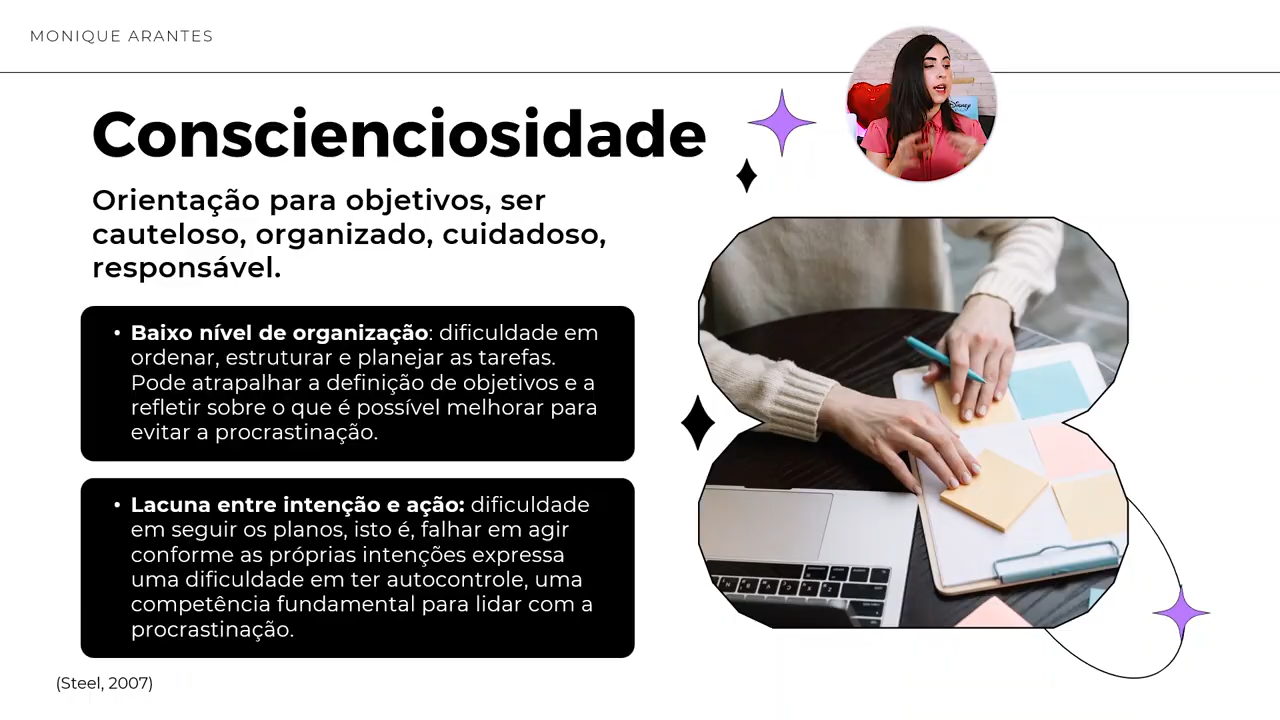 MONIQUE ARANTES
Conscienciosidade
Orientação para objetivos, ser
cauteloso, organizado, cuidadoso,
responsável.
• Baixo nível de organização: dificuldade em
ordenar, estruturar e planejar as tarefas.
Pode atrapalhar a definição de objetivos e a
refletir sobre o que é possível melhorar para
evitar a procrastinação.
• Lacuna entre intenção e ação: dificuldade
em seguir os planos, isto é, falhar em agir
conforme as próprias intenções expressa
uma dificuldade em ter autocontrole, uma
competência fundamental para lidar com a
procrastinação.
(Steel, 2007)
Disney